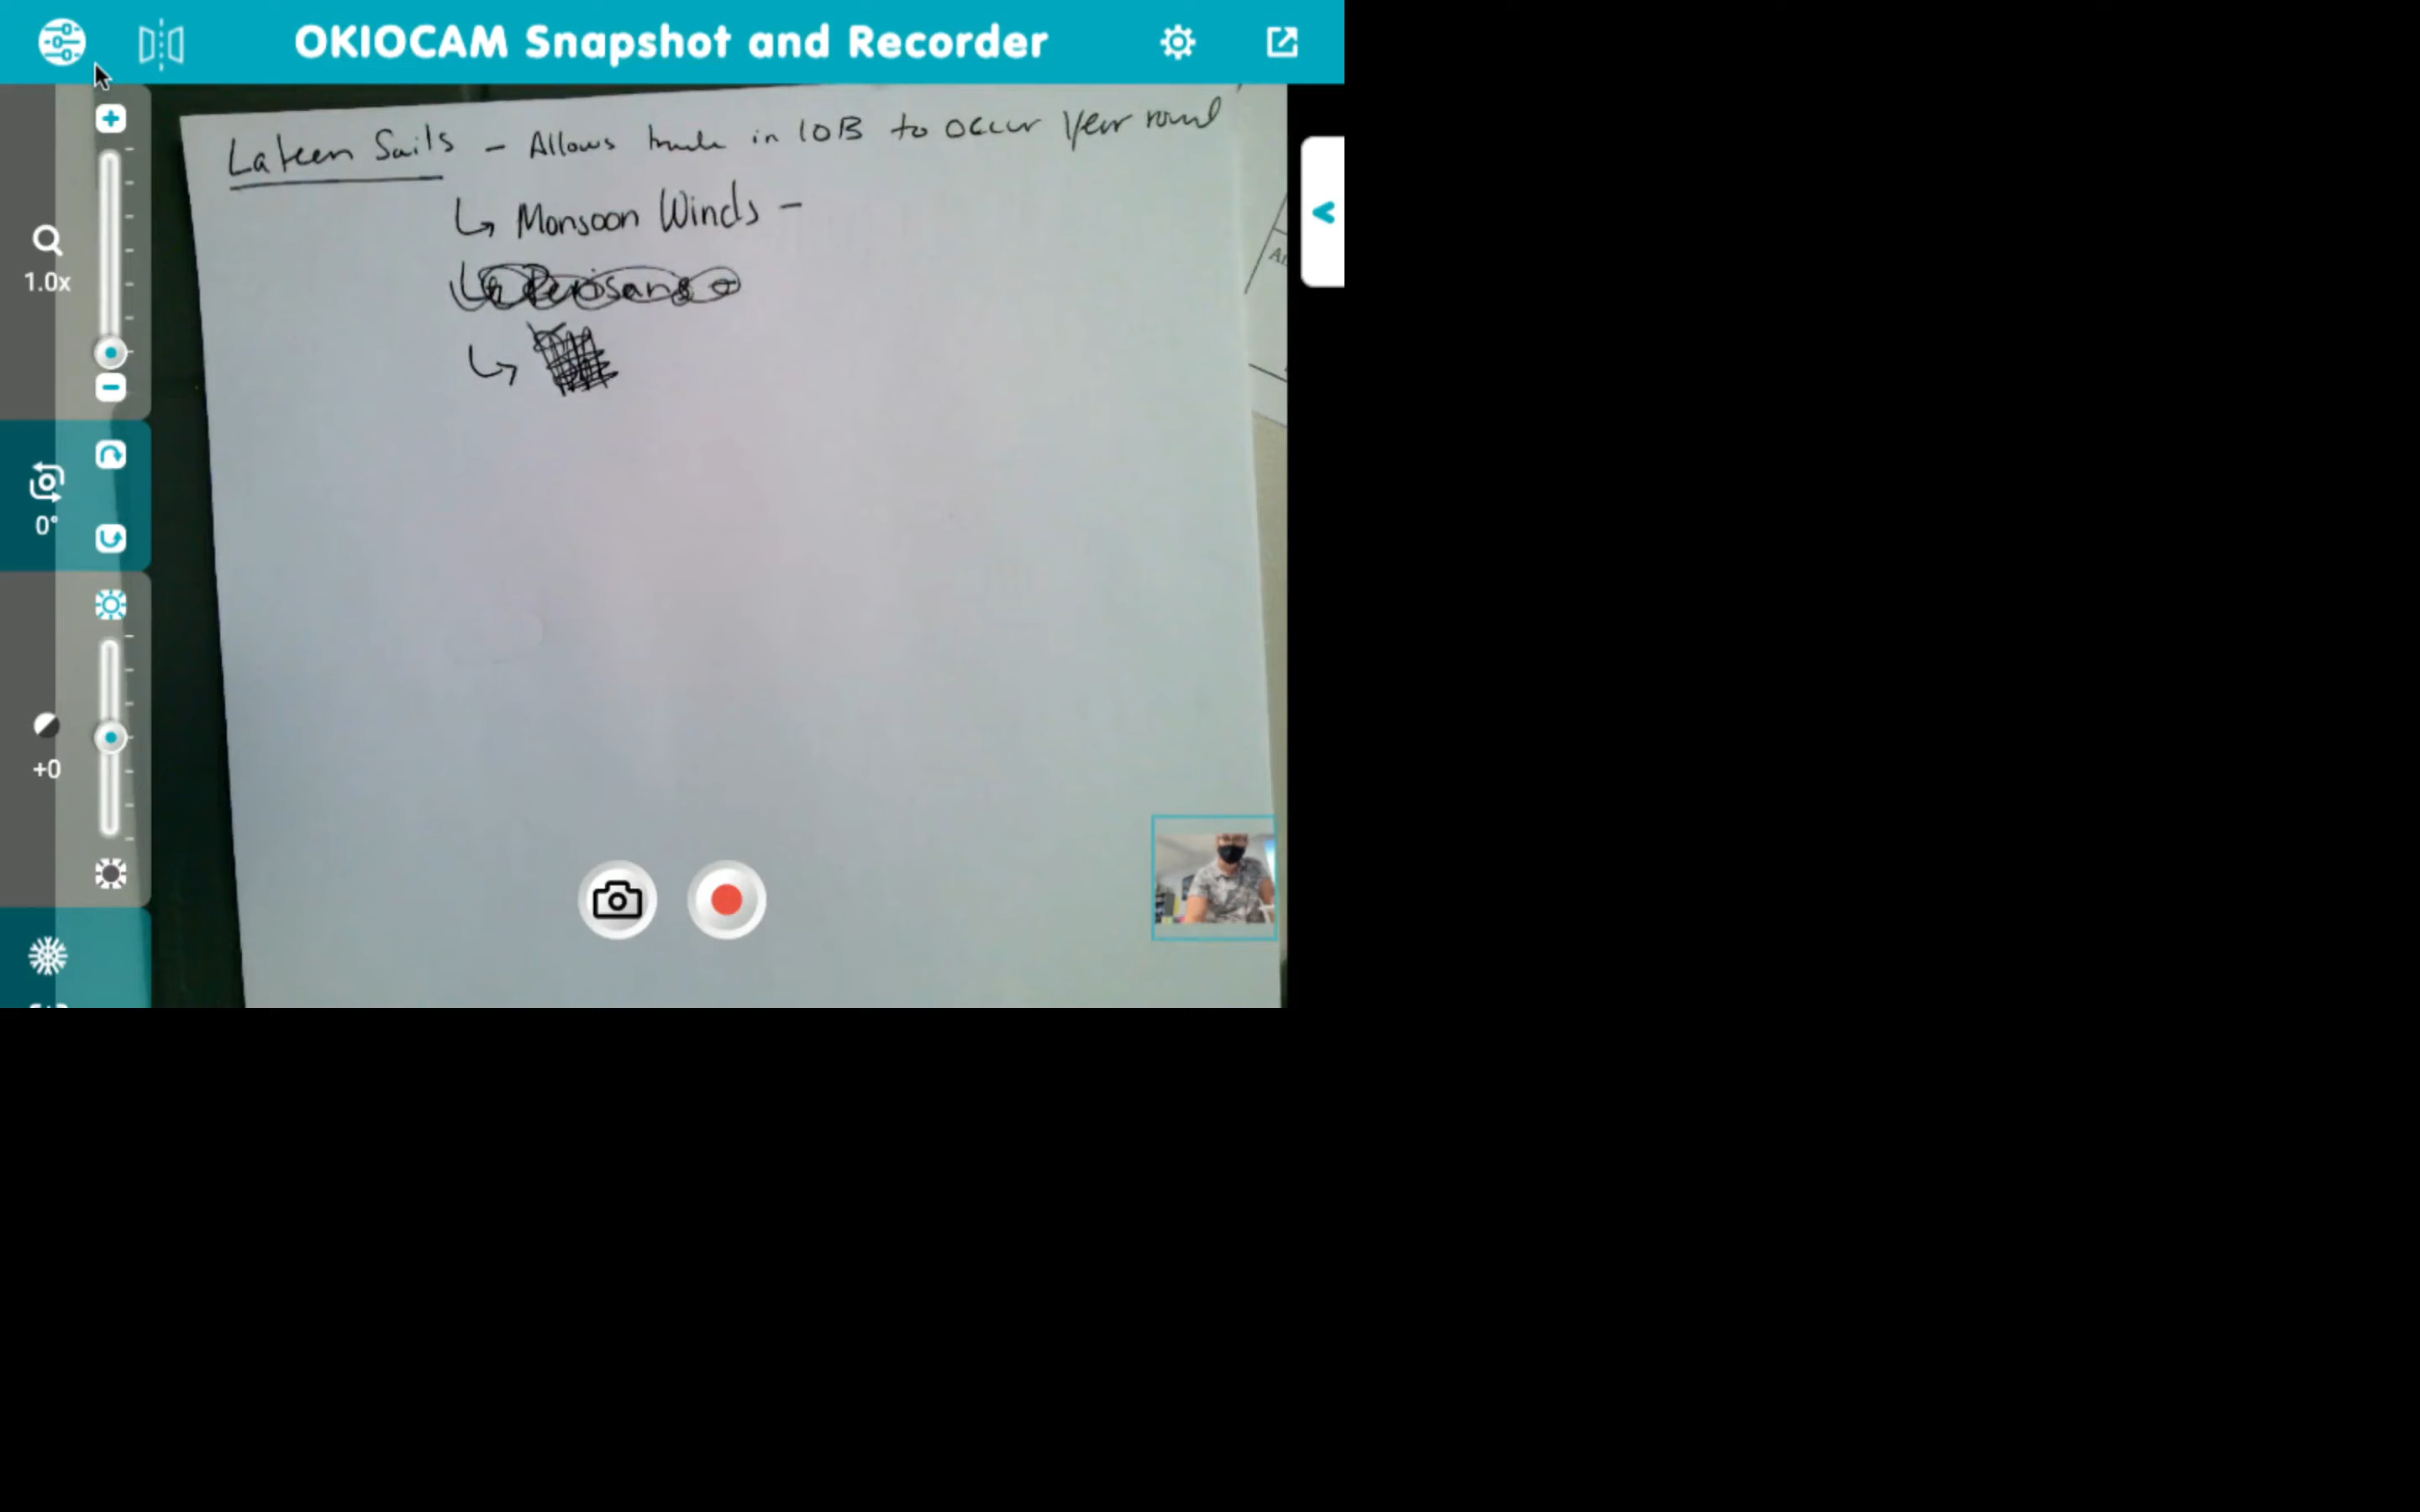 OKIOCAM Snapshot and Recorder
Lateen Sails - Allows trade in IOB to occur year round
↳ Monsoon Winds -
↳
1.0x
0°
+0